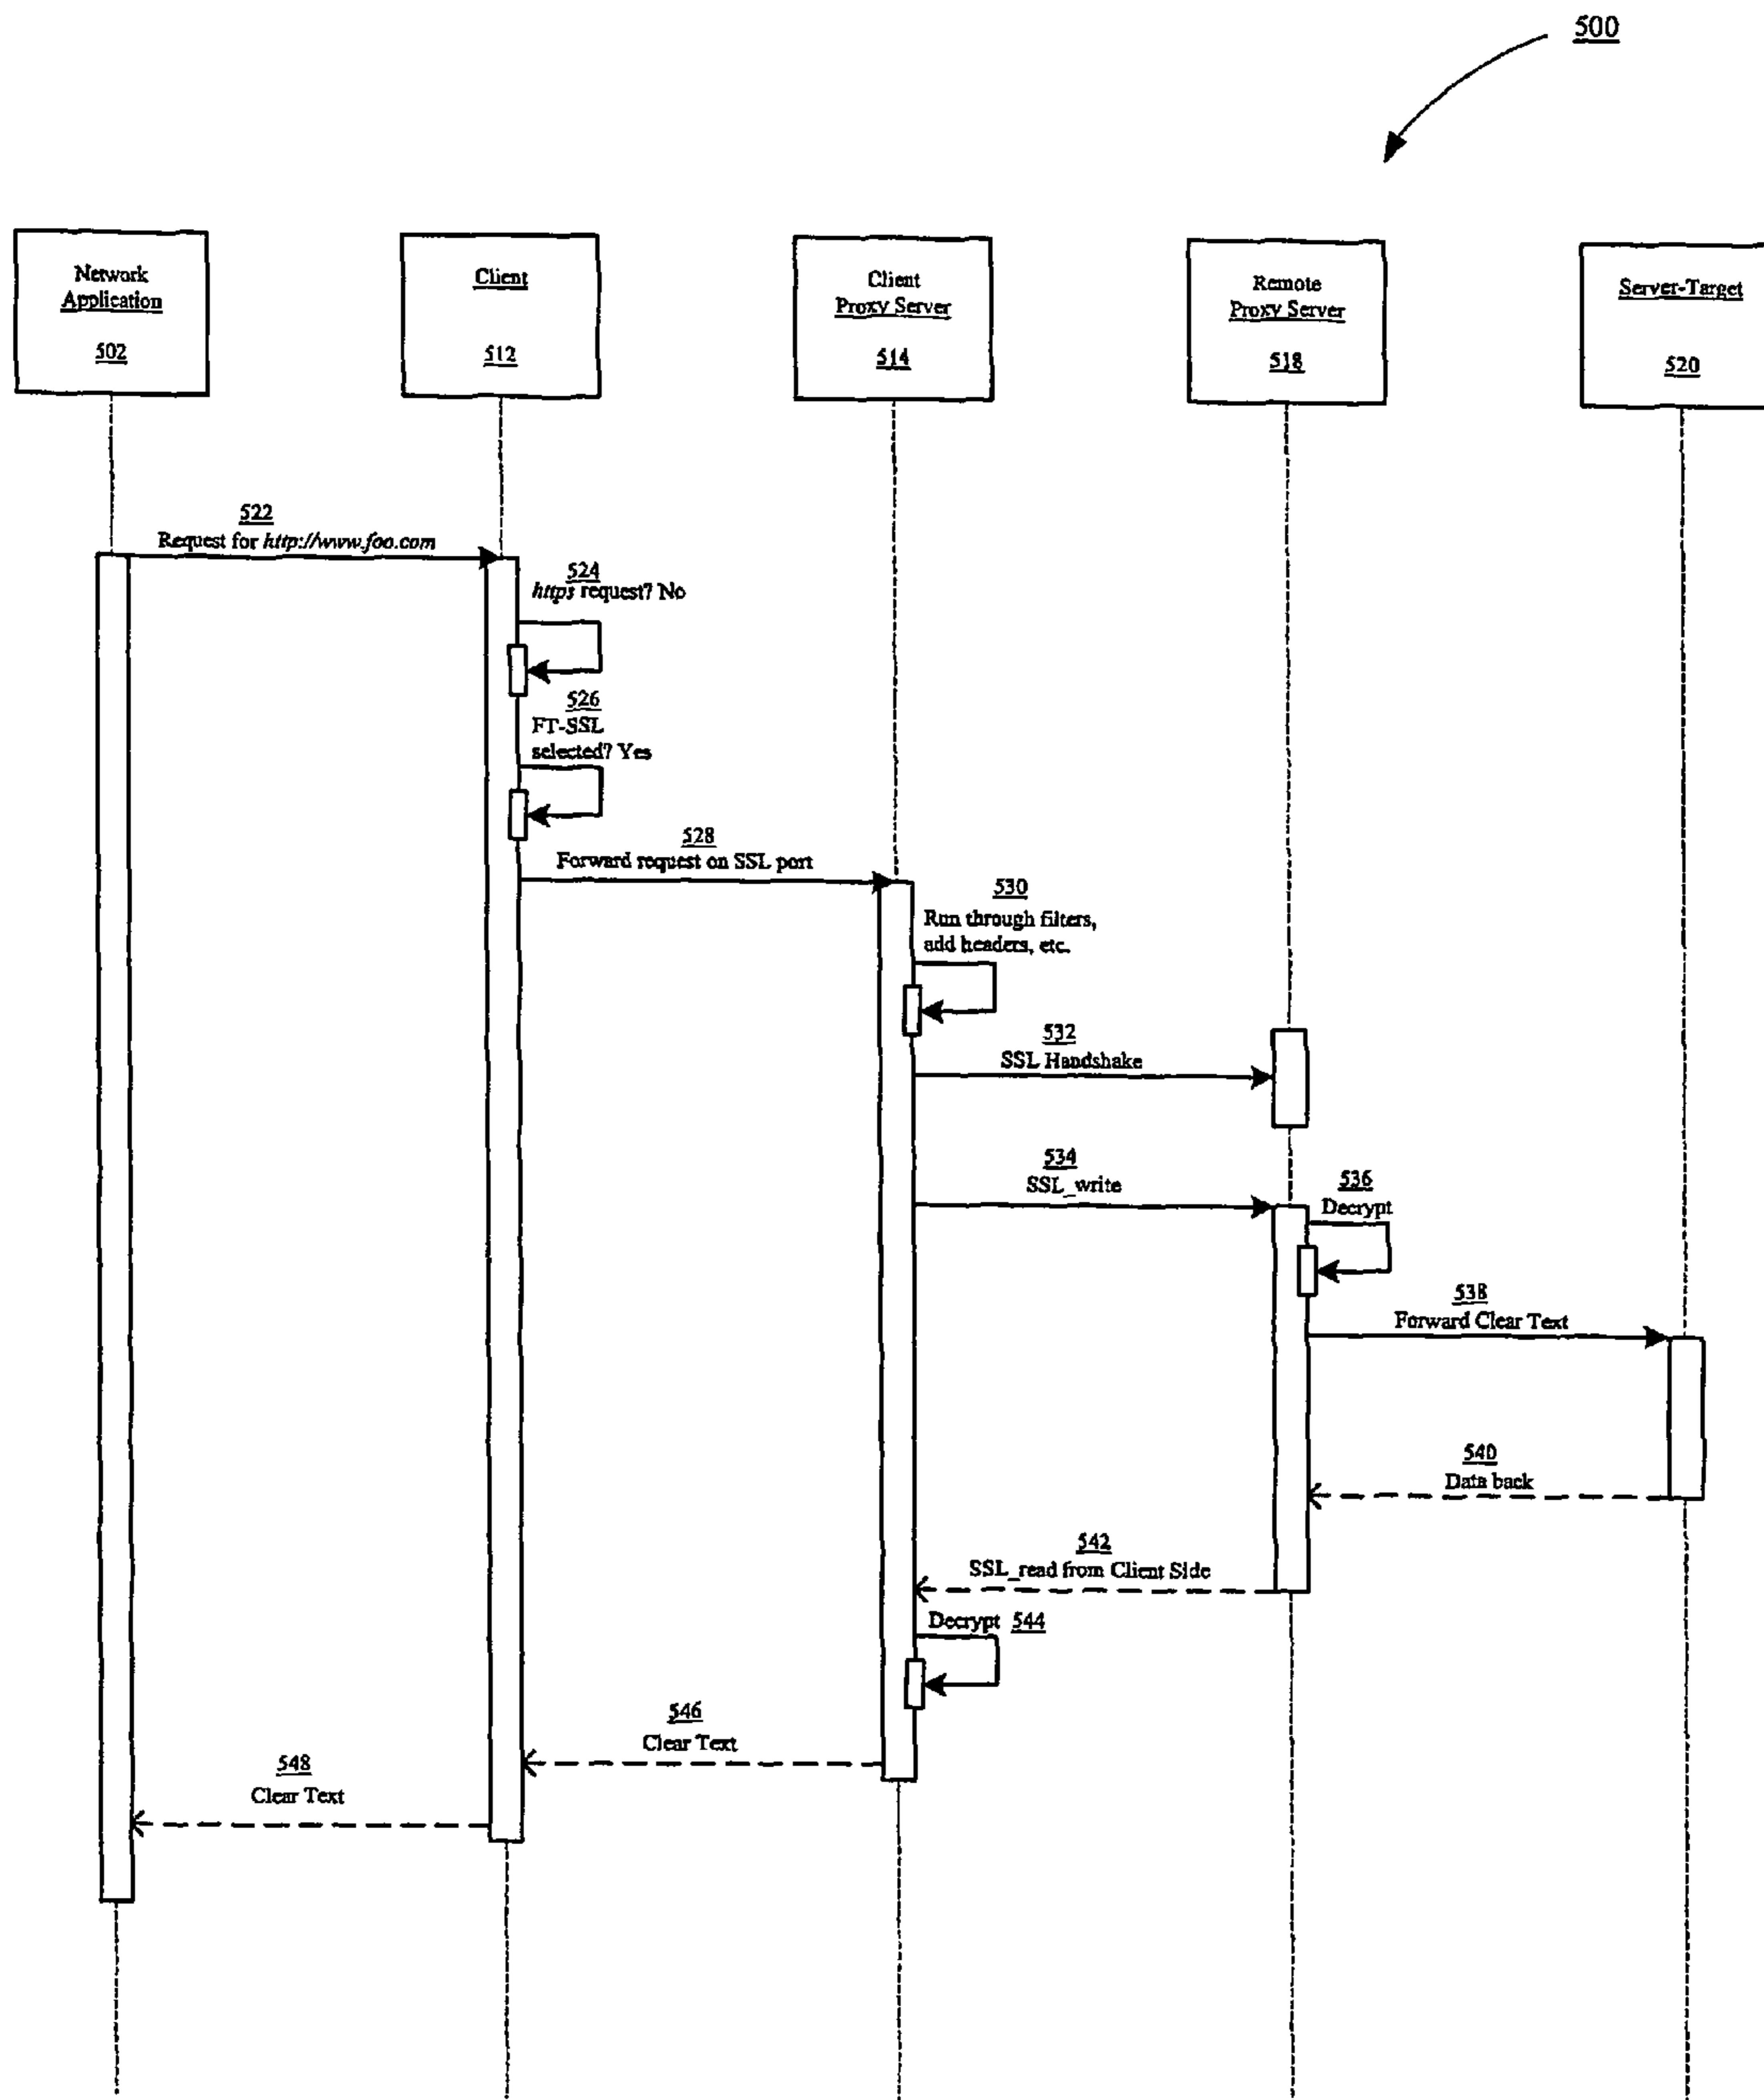 500
Network
Application
502
Client
512
Client
Proxy Server
514
Remote
Proxy Server
518
Server-Target
520
522
Request for http://www.foo.com
524
https request? No
526
FT-SSL
selected? Yes
528
Forward request on SSL port
530
Run through filters,
add headers, etc.
532
SSL Handshake
534
SSL_write
536
Decrypt
538
Forward Clear Text
540
Data back
542
SSL_read from Client Side
Decrypt 544
546
Clear Text
548
Clear Text